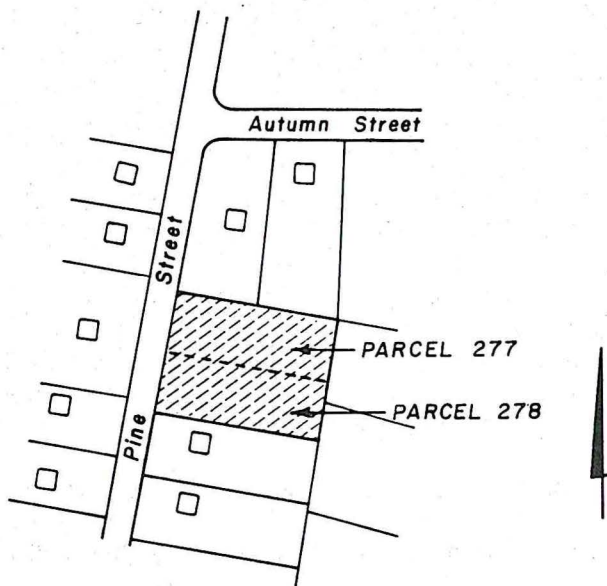 Autumn Street
Street
Pine
PARCEL 277
PARCEL 278